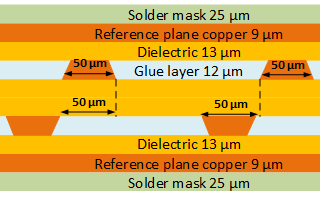 Solder mask 25 µm
Reference plane copper 9 µm
Dielectric 13 µm
50 µm
Glue layer 12 µm
50 µm
50 µm
50 µm
Dielectric 13 µm
Reference plane copper 9 µm
Solder mask 25 µm